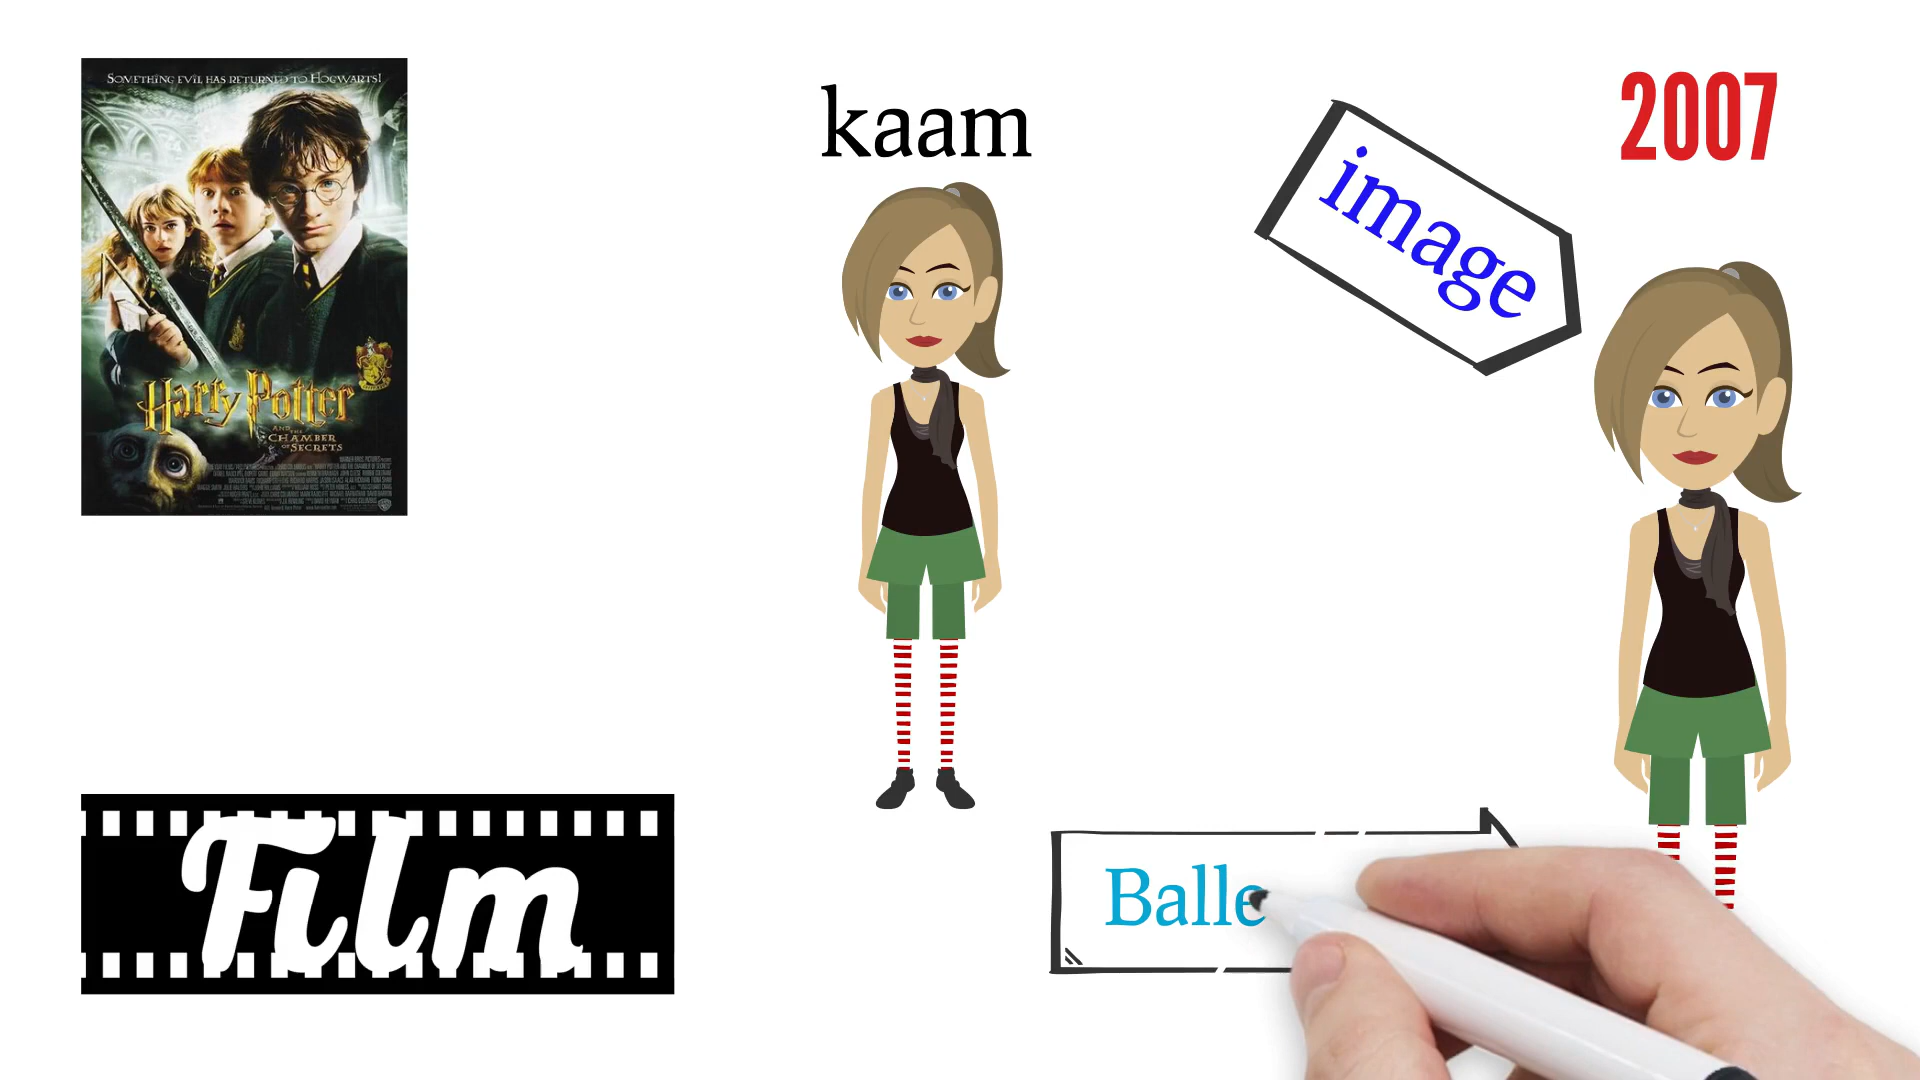 SOMETHING EVIL HAS RETURNED TO HOGWARTS!
Harry Potter
AND THE
CHAMBER
OF SECRETS
kaam
image
2007
Film
Balle